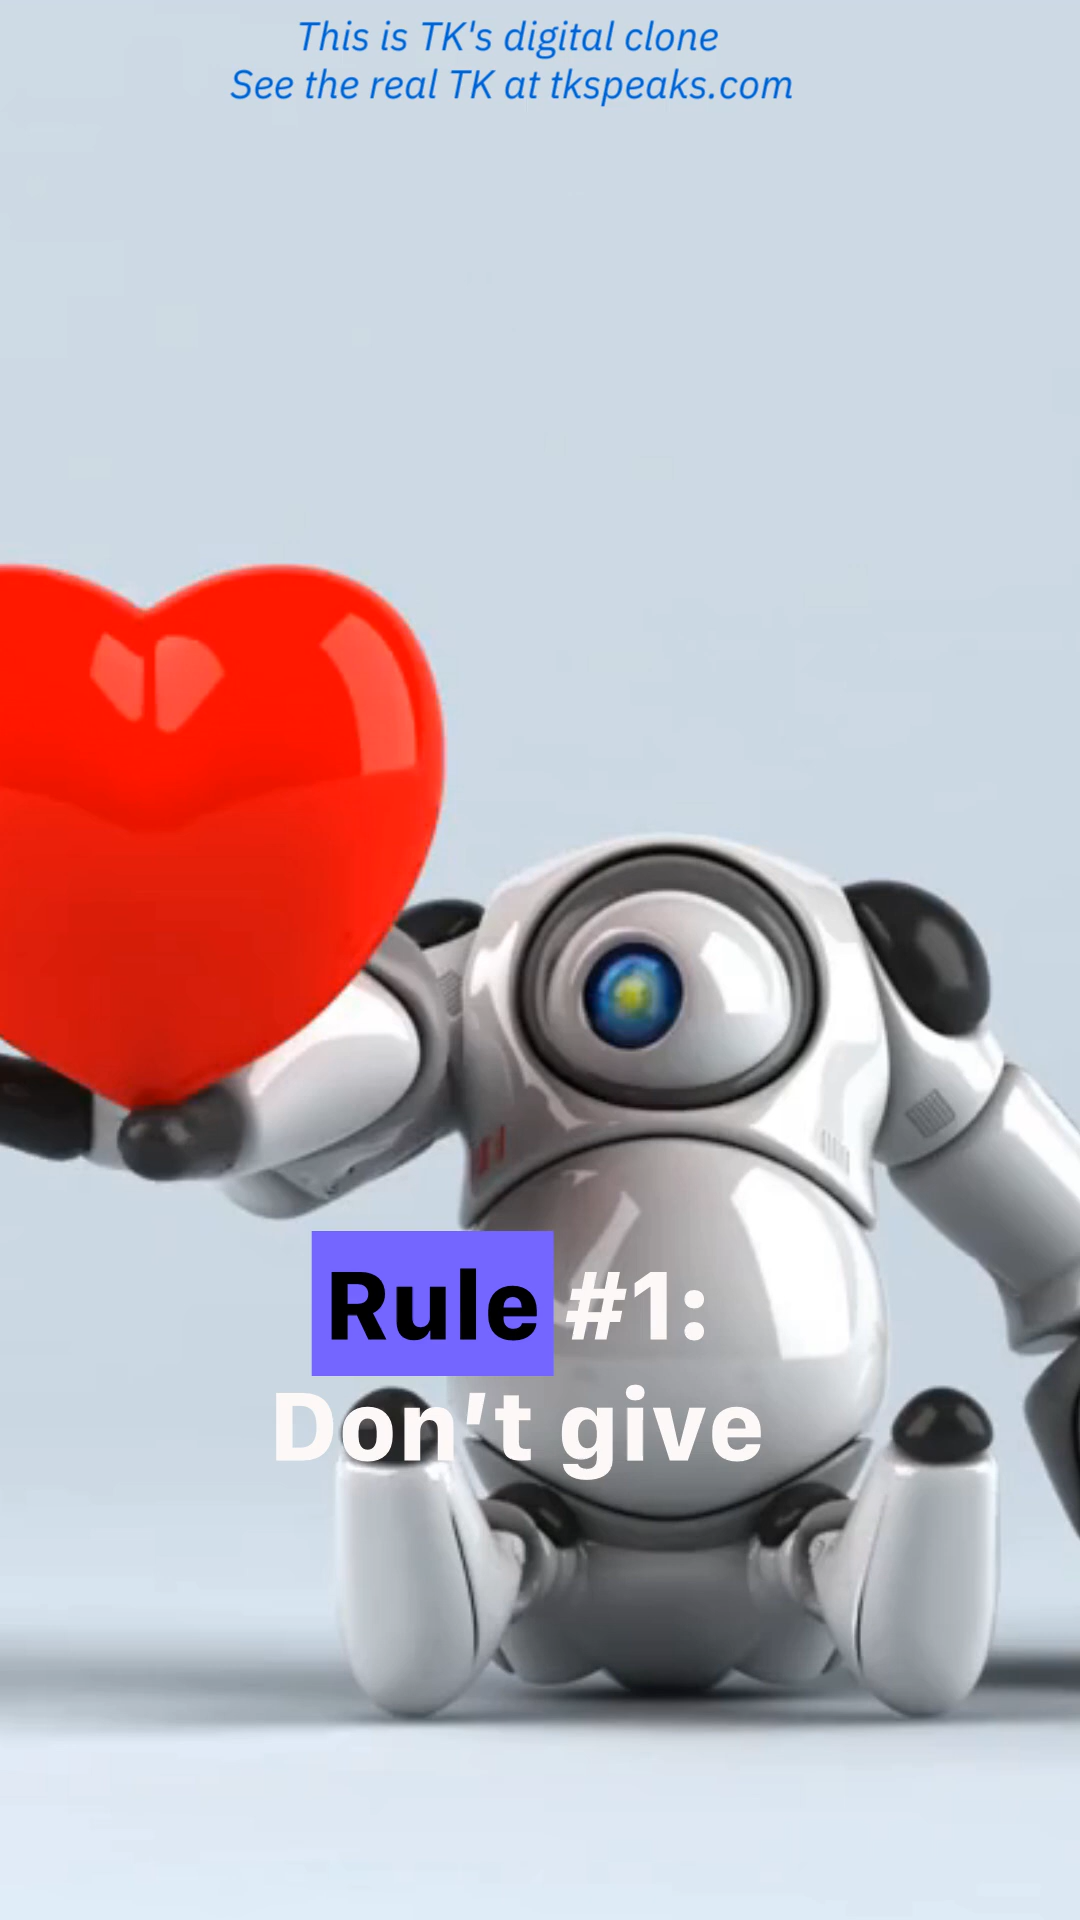 This is TK's digital clone
See the real TK at tkspeaks.com
Rule #1:
Don’t give